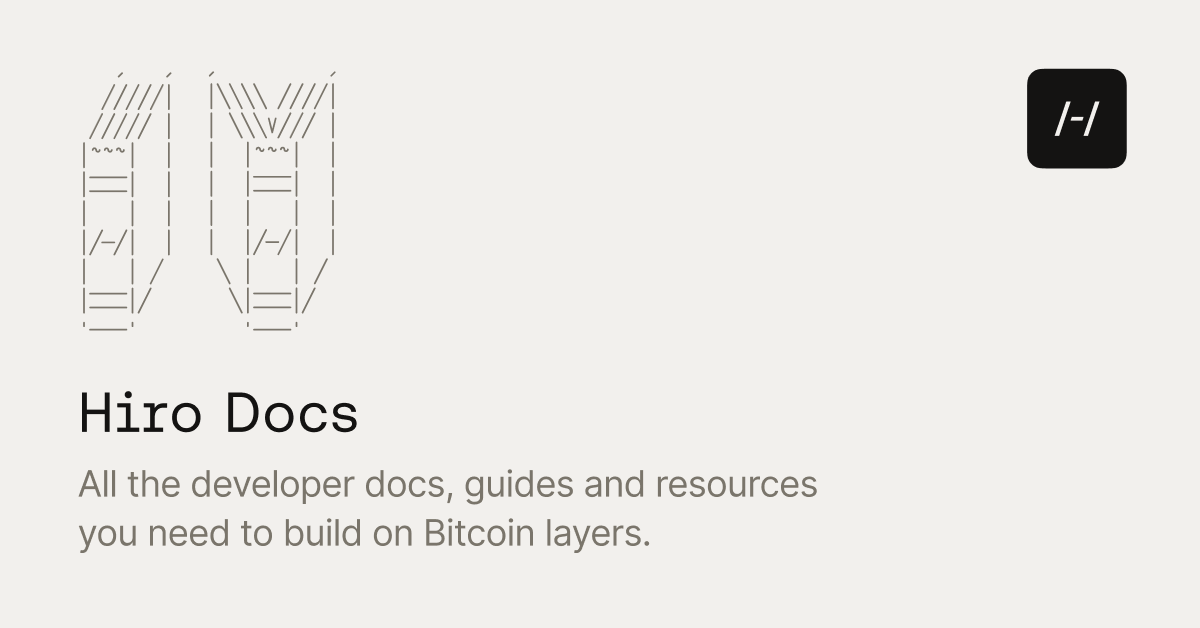 /-/
Hiro Docs
All the developer docs, guides and resources
you need to build on Bitcoin layers.